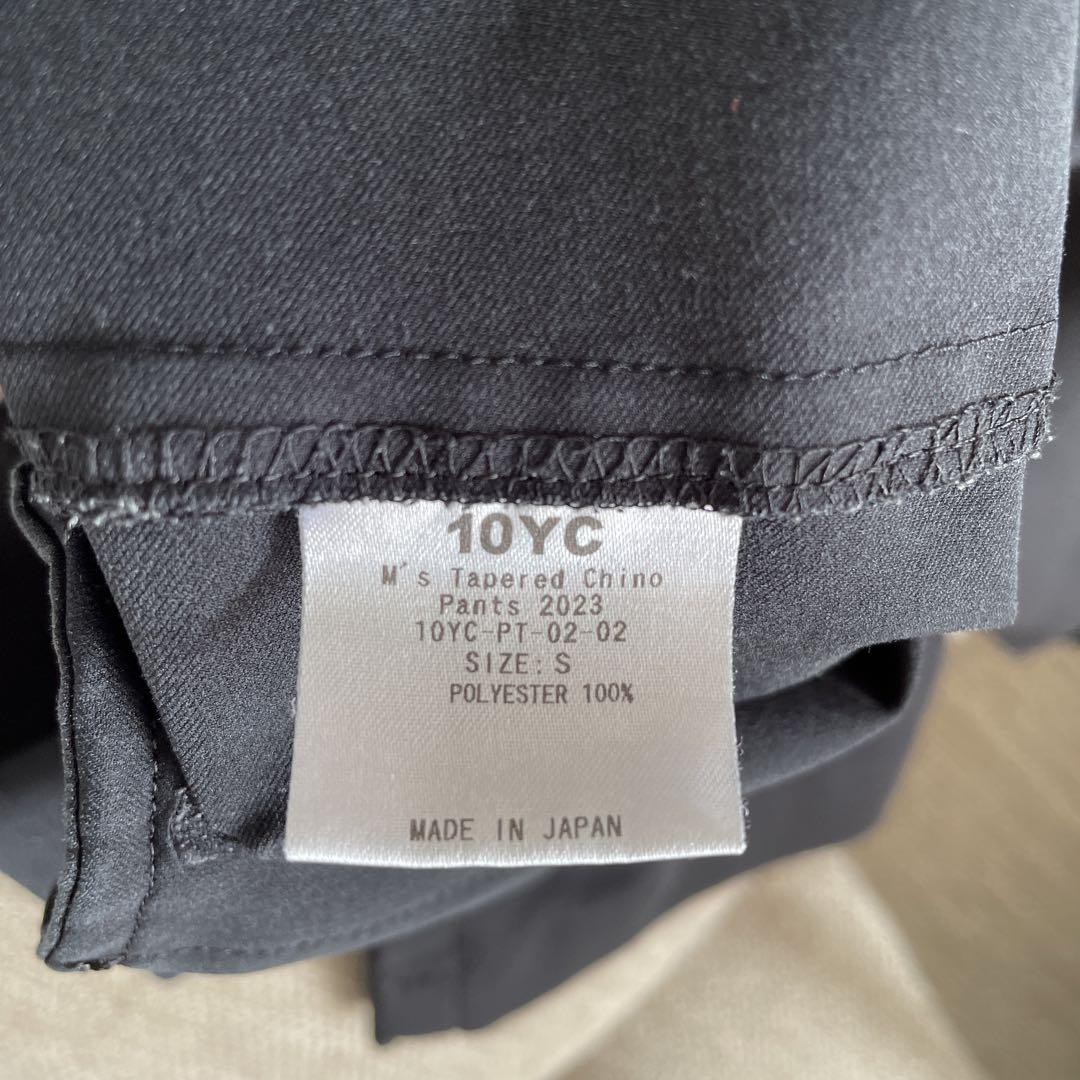 10YC
M's Tapered Chino
Pants 2023
10YC-PT-02-02
SIZE: S
POLYESTER 100%
MADE IN JAPAN